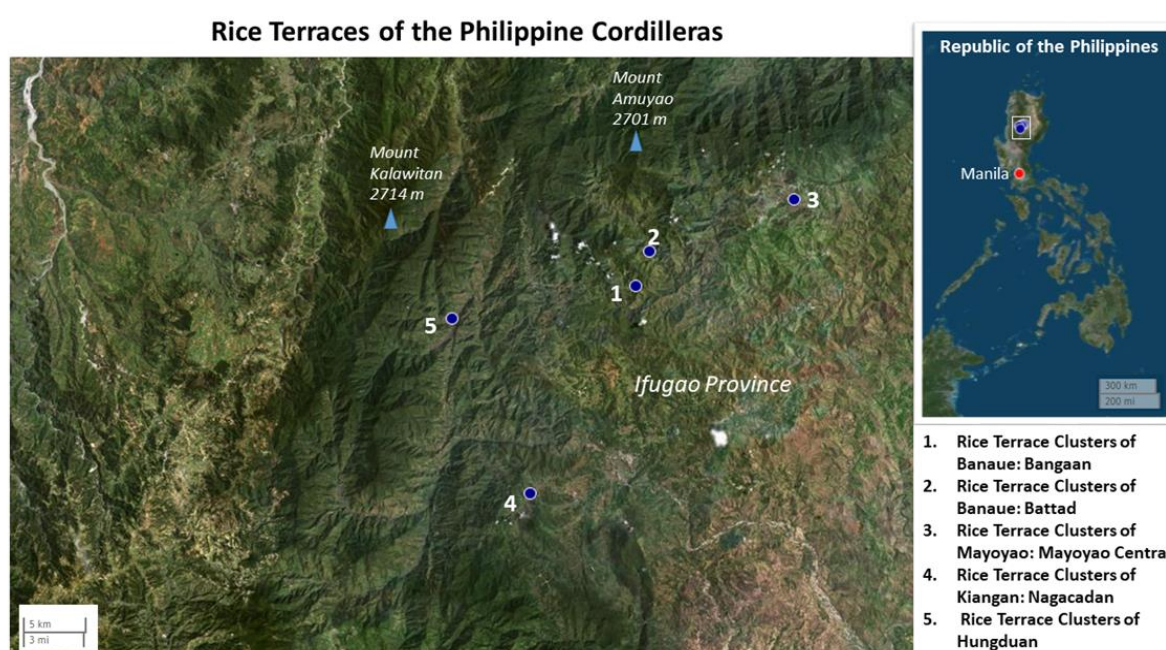 Rice Terraces of the Philippine Cordilleras
Mount
Amuyao
2701 m
Mount
Kalawitan
2714 m
3
2
1
5
Ifugao Province
4
5 km
3 mi
Republic of the Philippines
Manila
300 km
200 mi
1. Rice Terrace Clusters of
Banaue: Bangaan
2. Rice Terrace Clusters of
Banaue: Battad
3. Rice Terrace Clusters of
Mayoyao: Mayoyao Centra
4. Rice Terrace Clusters of
Kiangan: Nagacadan
5. Rice Terrace Clusters of
Hungduan